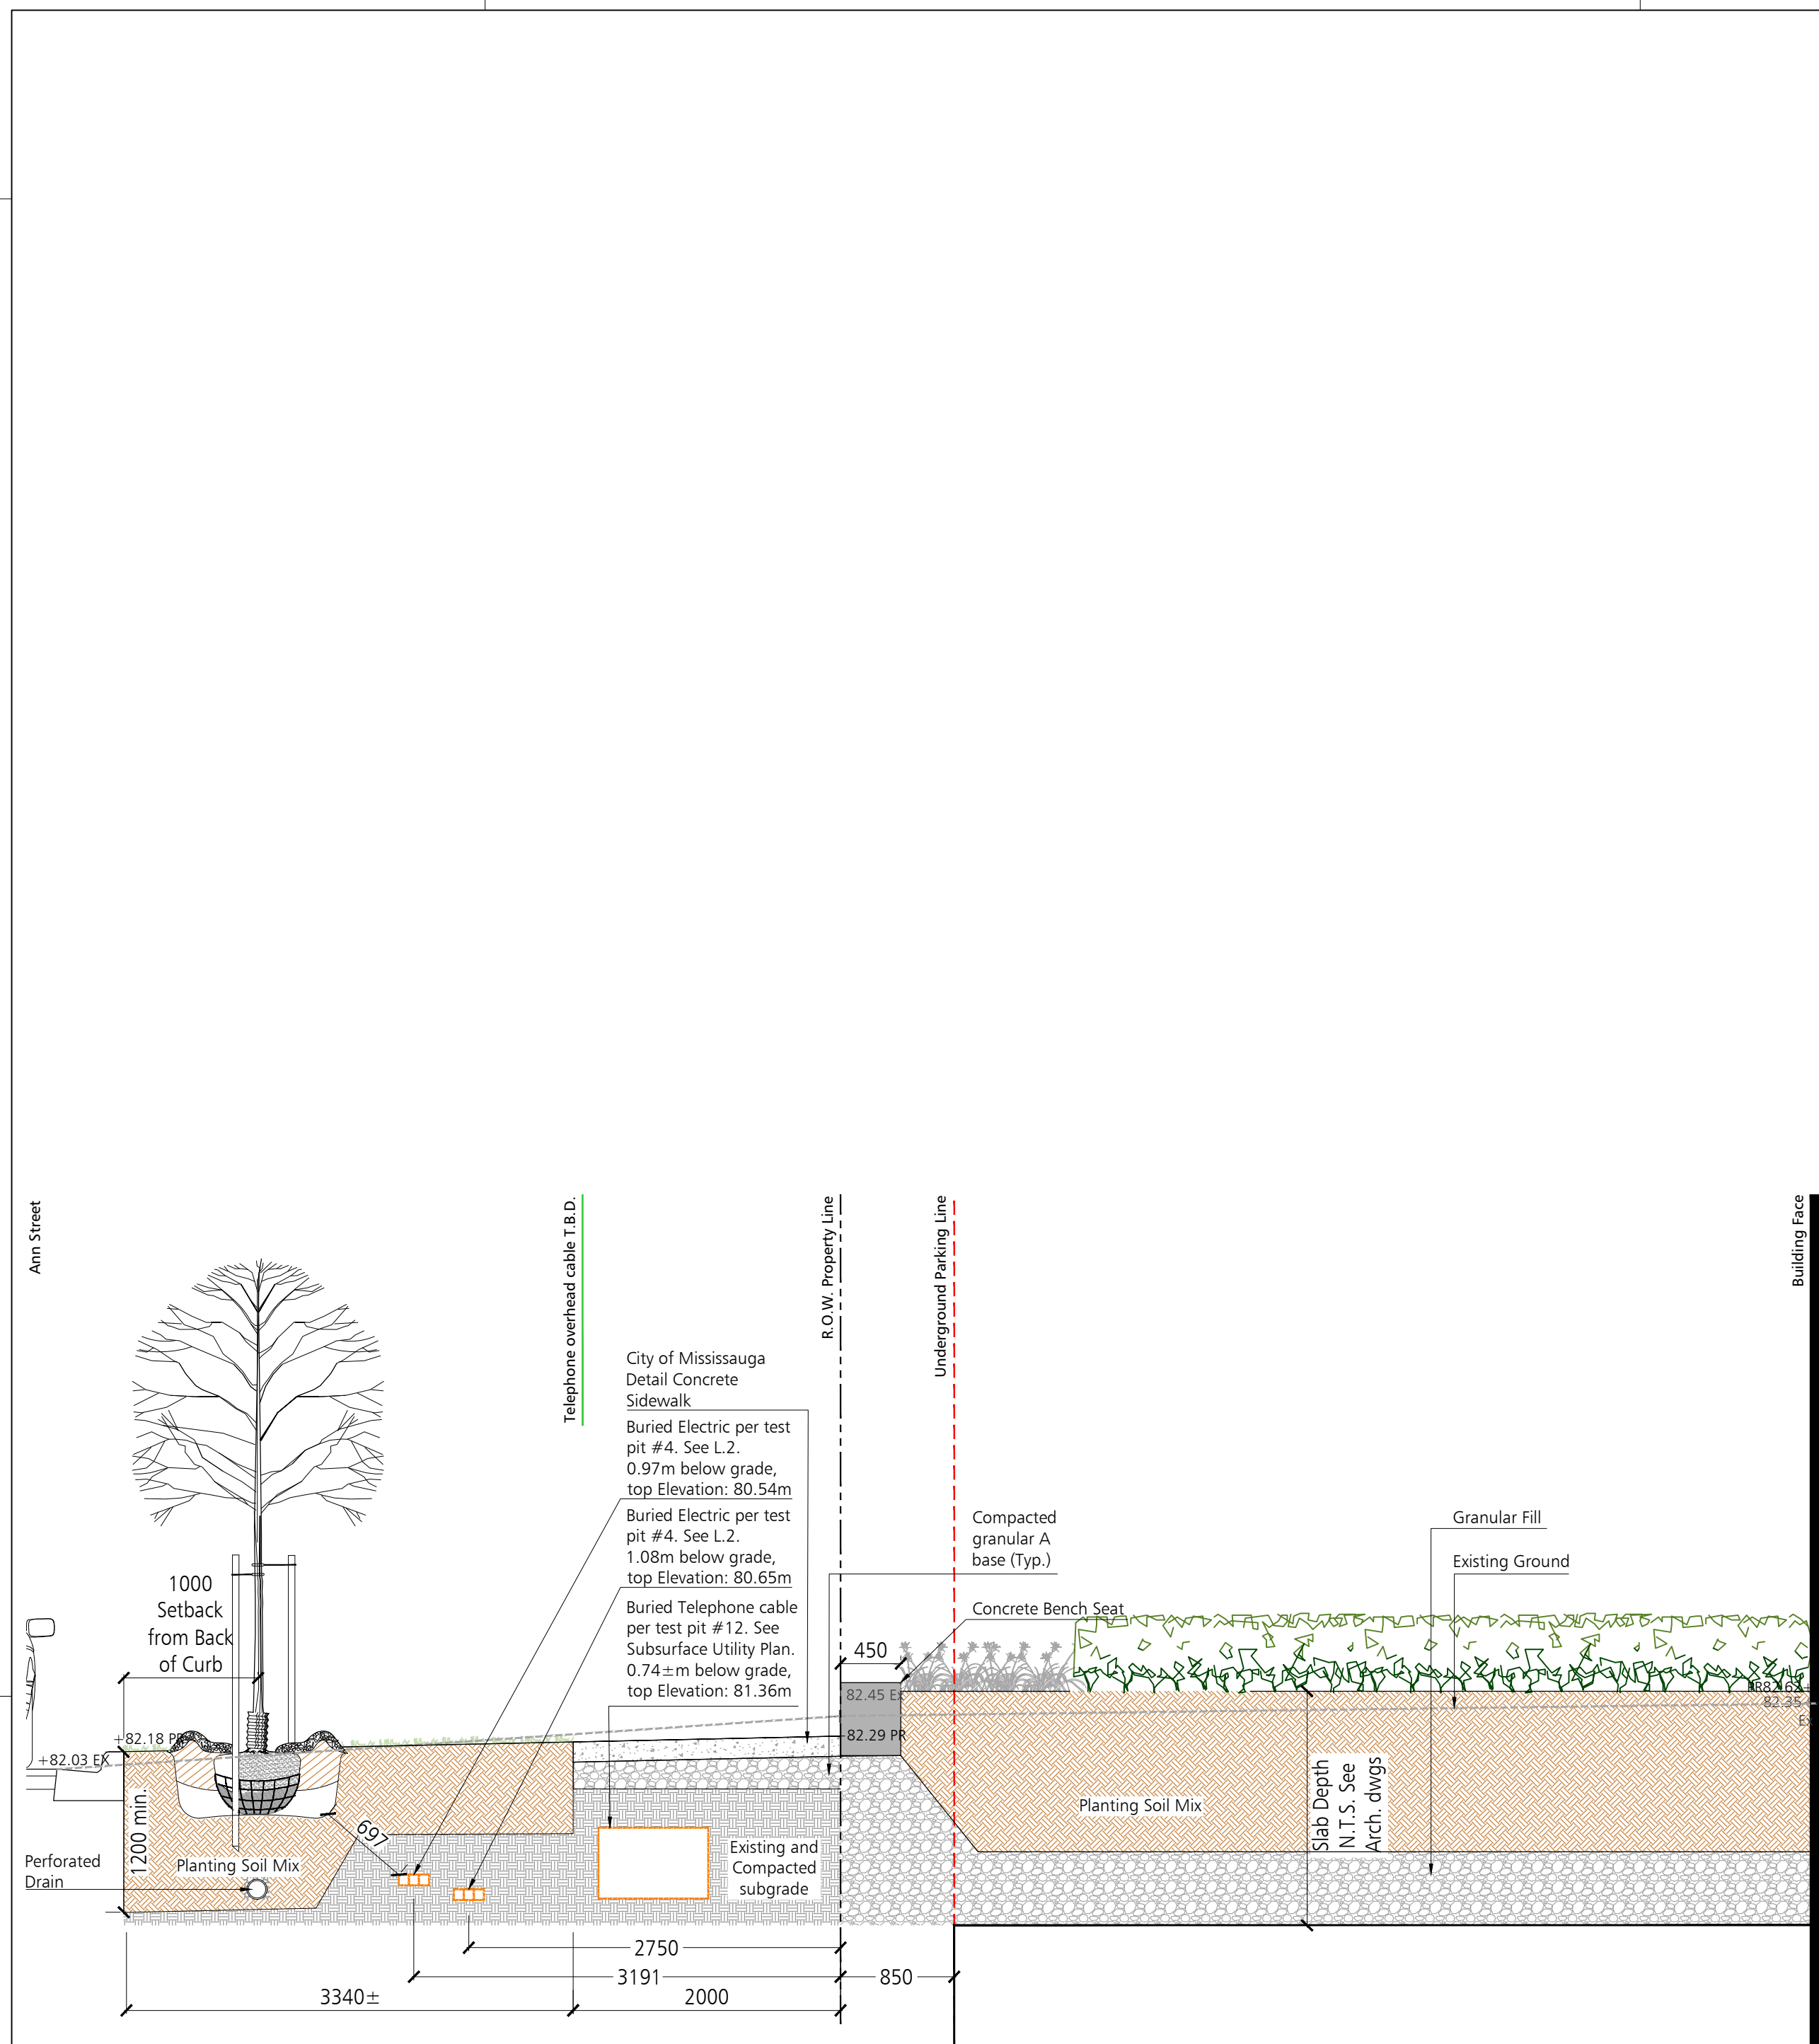 Ann Street
Telephone overhead cable T.B.D.
R.O.W. Property Line
Underground Parking Line
Building Face
City of Mississauga
Detail Concrete
Sidewalk
Buried Electric per test
pit #4. See L.2.
0.97m below grade,
top Elevation: 80.54m
Buried Electric per test
pit #4. See L.2.
1.08m below grade,
top Elevation: 80.65m
Buried Telephone cable
per test pit #12. See
Subsurface Utility Plan.
0.74±m below grade,
top Elevation: 81.36m
Compacted
granular A
base (Typ.)
Concrete Bench Seat
Granular Fill
Existing Ground
1000
Setback
from Back
of Curb
450
82.45 EX
82.29 PR
PR82.62+
82.35
EX
+82.18 PR
+82.03 EX
1200 min.
697
Perforated
Drain
Planting Soil Mix
Existing and
Compacted
subgrade
Planting Soil Mix
Slab Depth
N.T.S. See
Arch. dwgs
2750
3191
850
3340±
2000